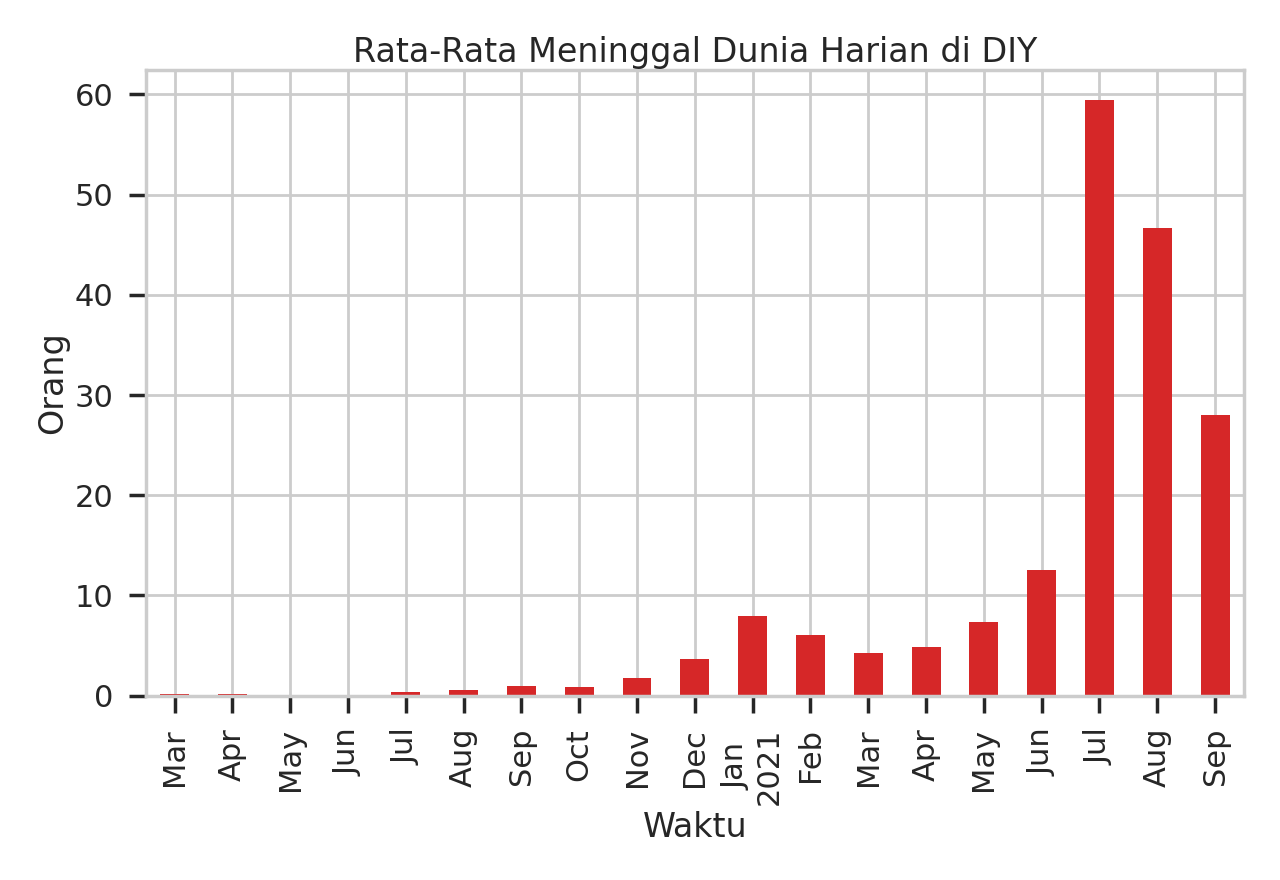 Rata-Rata Meninggal Dunia Harian di DIY
60
50
40
30
20
10
0
Orang
Mar
Apr
May
Jun
Jul
Aug
Sep
Oct
Nov
Dec
Jan
2021
Feb
Mar
Apr
May
Jun
Jul
Aug
Sep
Waktu